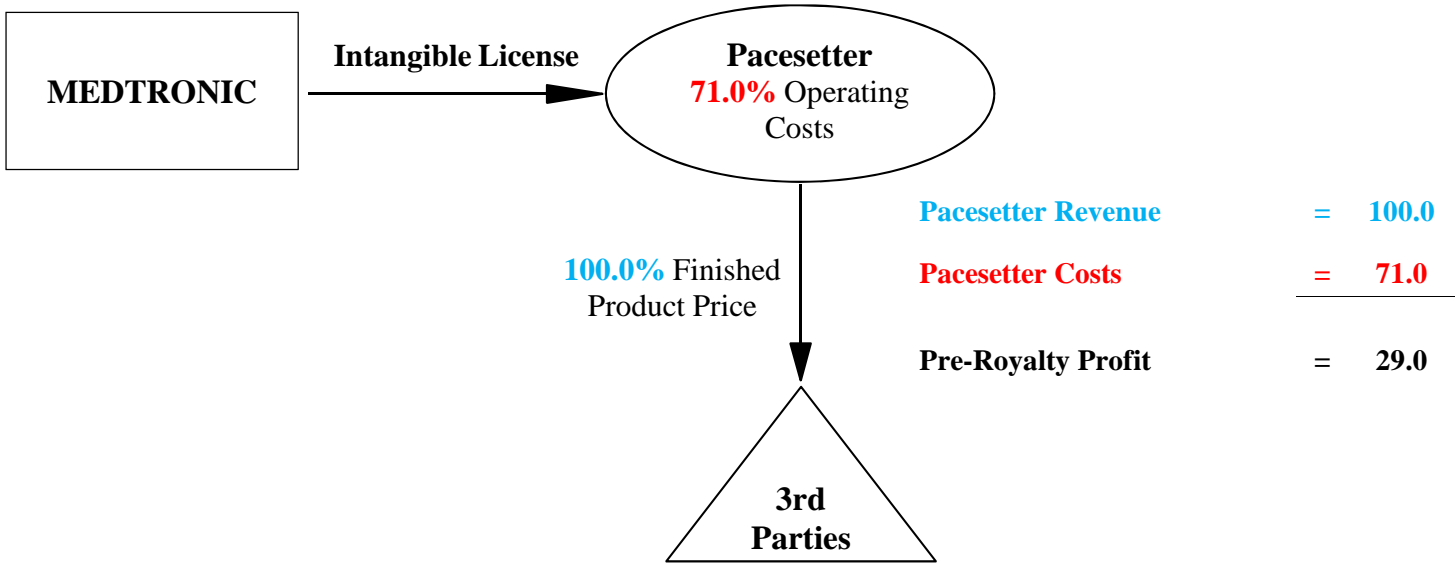 MEDTRONIC
Intangible License
Pacesetter
71.0% Operating
Costs
100.0% Finished
Product Price
Pacesetter Revenue = 100.0
Pacesetter Costs = 71.0
Pre-Royalty Profit = 29.0
3rd
Parties